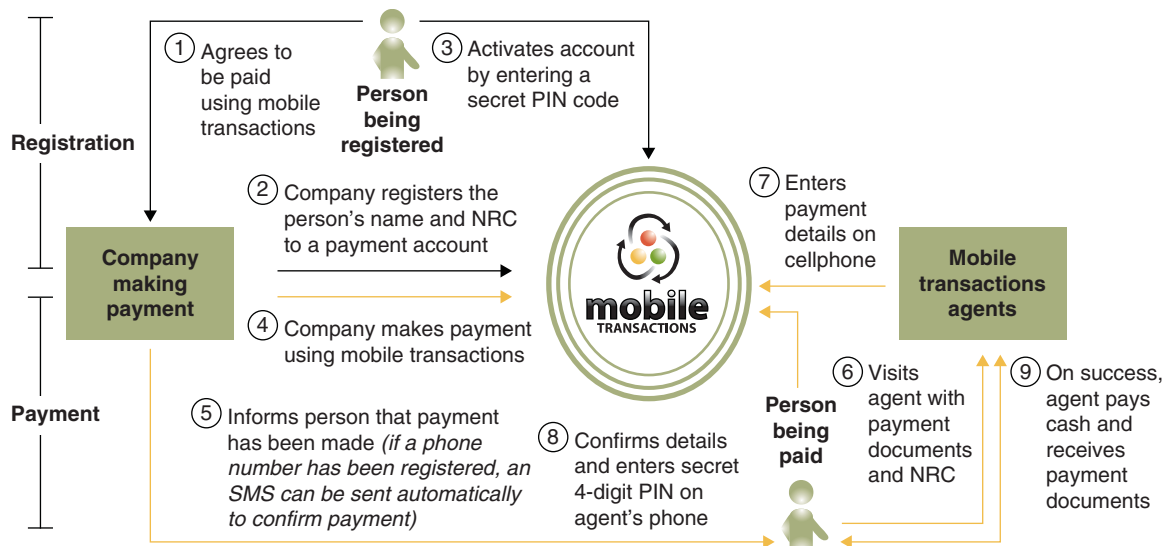 Registration
Payment
1 Agrees to
be paid
using mobile
transactions
Person
being
registered
3 Activates account
by entering a
secret PIN code
2 Company registers the
person’s name and NRC
to a payment account
Company
making
payment
4 Company makes payment
using mobile transactions
mobile
TRANSACTIONS
7 Enters
payment
details on
cellphone
Mobile
transactions
agents
5 Informs person that payment
has been made (if a phone
number has been registered, an
SMS can be sent automatically
to confirm payment)
8 Confirms details
and enters secret
4-digit PIN on
agent’s phone
Person
being
paid
6 Visits
agent with
payment
documents
and NRC
9 On success,
agent pays
cash and
receives
payment
documents